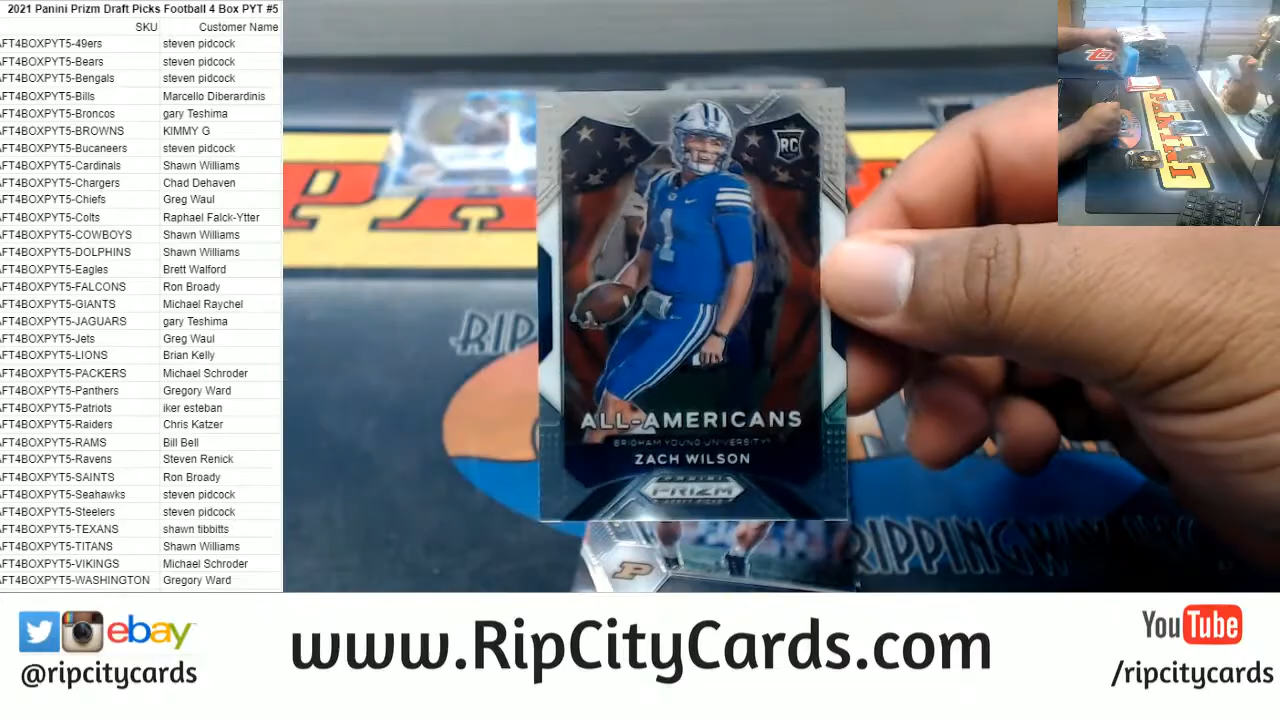 2021 Panini Prizm Draft Picks Football 4 Box PYT #5
SKU Customer Name
AFT4BOXPYT5-49ers steven pidcock
AFT4BOXPYT5-Bears steven pidcock
AFT4BOXPYT5-Bengals steven pidcock
AFT4BOXPYT5-Bills Marcello Diberardinis
AFT4BOXPYT5-Broncos gary Teshima
AFT4BOXPYT5-BROWNS KIMMY G
AFT4BOXPYT5-Bucaneers steven pidcock
AFT4BOXPYT5-Cardinals Shawn Williams
AFT4BOXPYT5-Chargers Chad Dehaven
AFT4BOXPYT5-Chiefs Greg Waul
AFT4BOXPYT5-Colts Raphael Falck-Ytter
AFT4BOXPYT5-COWBOYS Shawn Williams
AFT4BOXPYT5-DOLPHINS Shawn Williams
AFT4BOXPYT5-Eagles Brett Walford
AFT4BOXPYT5-FALCONS Ron Broady
AFT4BOXPYT5-GIANTS Michael Raychel
AFT4BOXPYT5-JAGUARS gary Teshima
AFT4BOXPYT5-Jets Greg Waul
AFT4BOXPYT5-LIONS Brian Kelly
AFT4BOXPYT5-PACKERS Michael Schroder
AFT4BOXPYT5-Panthers Gregory Ward
AFT4BOXPYT5-Patriots iker esteban
AFT4BOXPYT5-Raiders Chris Katzer
AFT4BOXPYT5-RAMS Bill Bell
AFT4BOXPYT5-Ravens Steven Renick
AFT4BOXPYT5-SAINTS Ron Broady
AFT4BOXPYT5-Seahawks steven pidcock
AFT4BOXPYT5-Steelers steven pidcock
AFT4BOXPYT5-TEXANS shawn tibbitts
AFT4BOXPYT5-TITANS Shawn Williams
AFT4BOXPYT5-VIKINGS Michael Schroder
AFT4BOXPYT5-WASHINGTON Gregory Ward
RC
1
ALL-AMERICANS
BRIGHAM YOUNG UNIVERSITY
ZACH WILSON
PANINI
PRIZM
DRAFT PICKS
P
RIP
RIPPING
PANINI
ebay
@ripcitycards
www.RipCityCards.com
YouTube
/ripcitycards